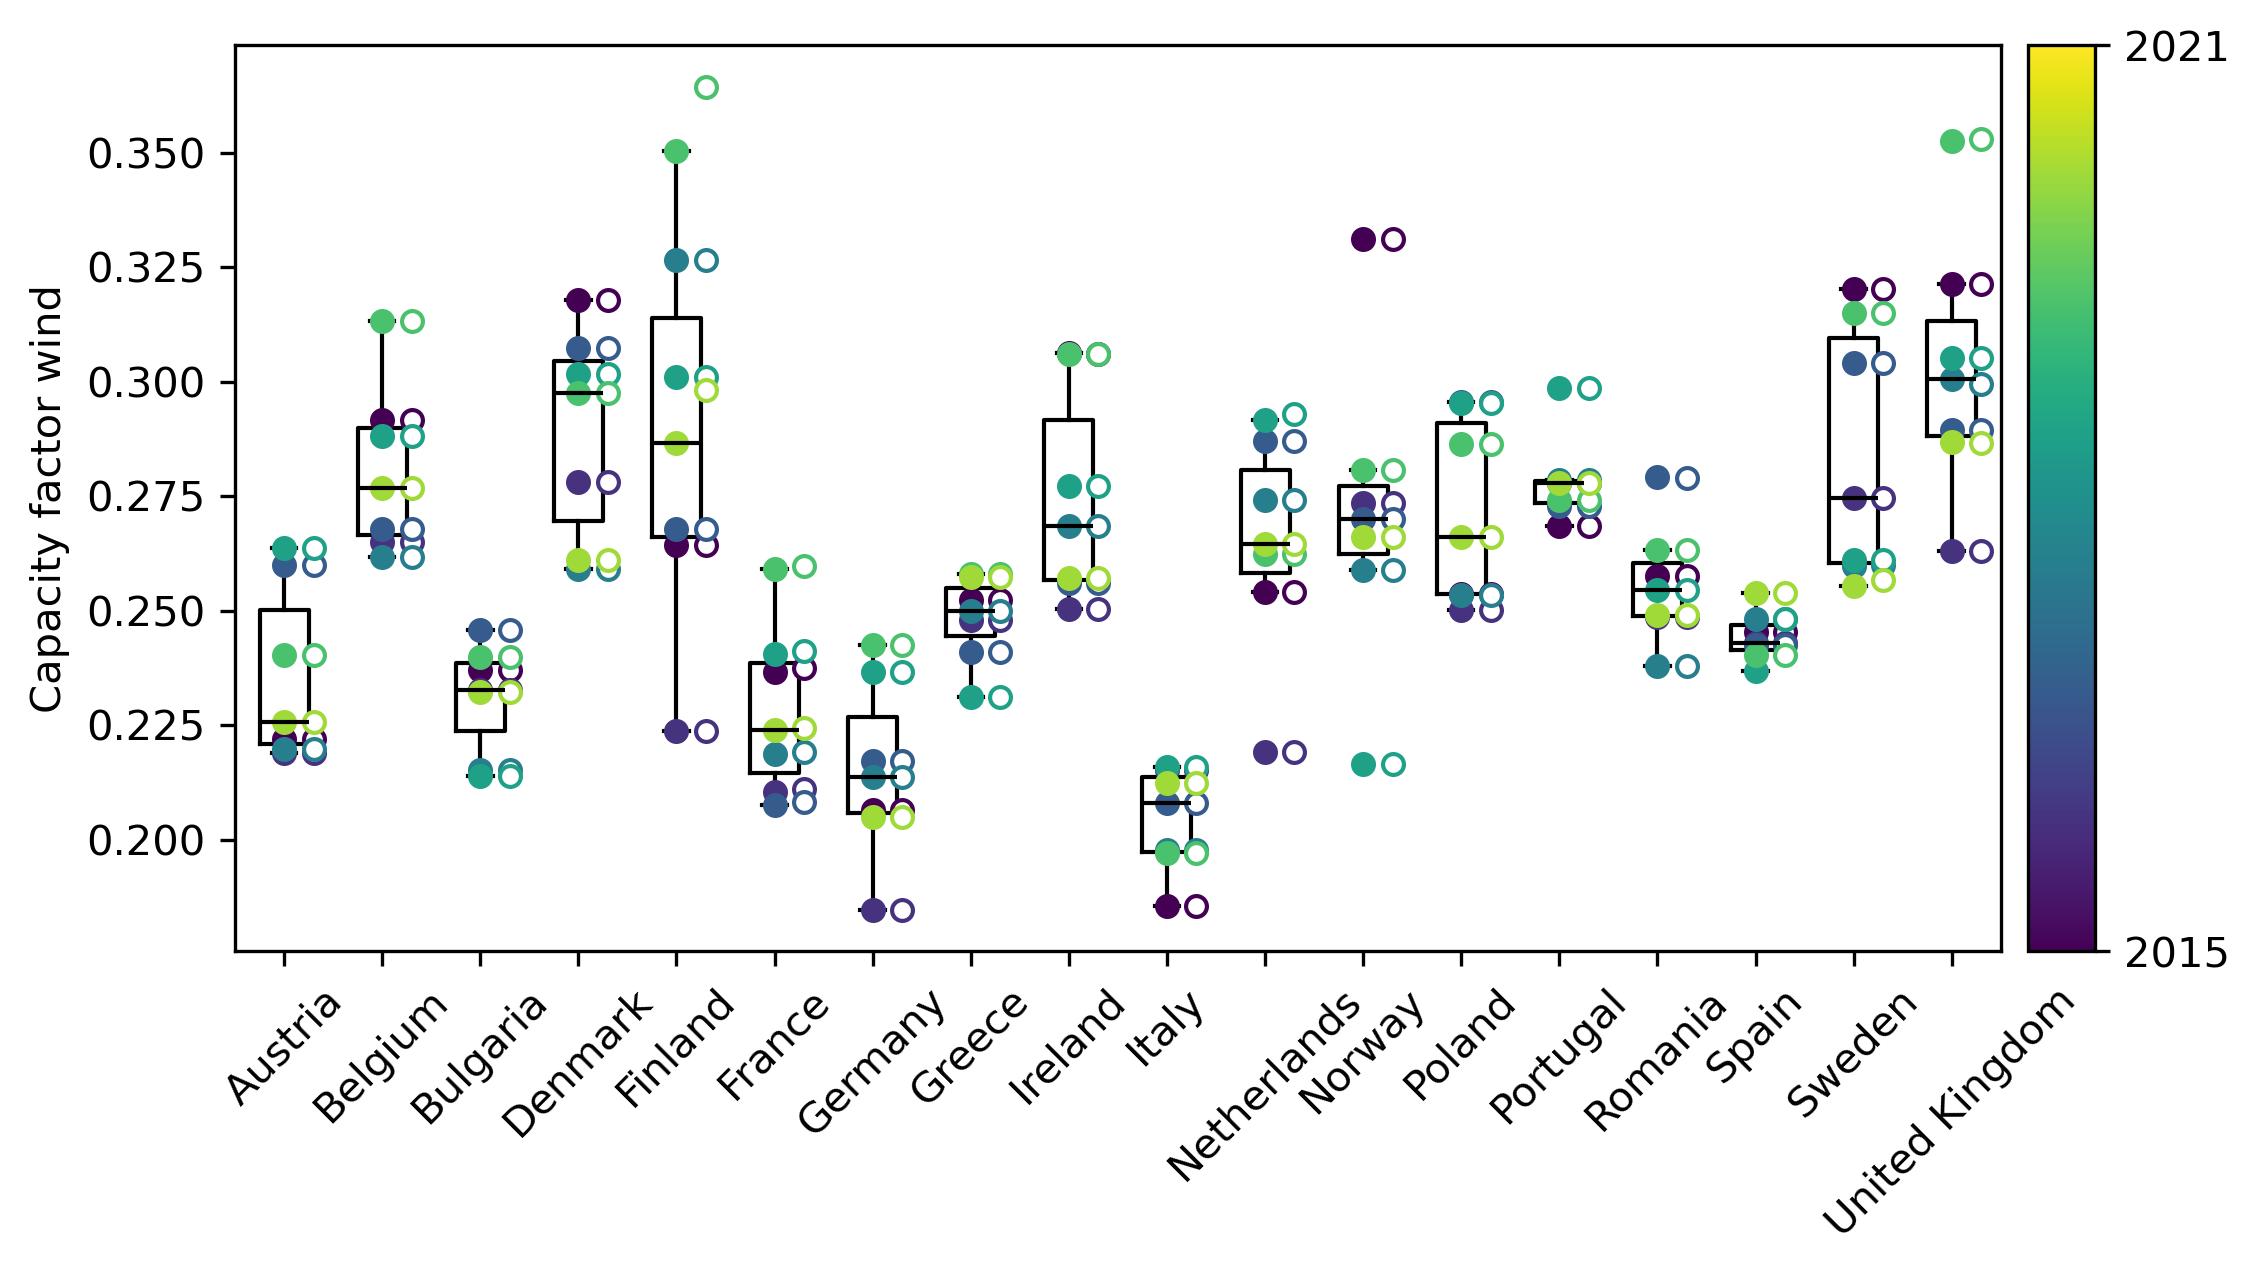 Capacity factor wind
0.350
0.325
0.300
0.275
0.250
0.225
0.200
Austria
Belgium
Bulgaria
Denmark
Finland
France
Germany
Greece
Ireland
Italy
Netherlands
Norway
Poland
Portugal
Romania
Spain
Sweden
United Kingdom
2021
2015